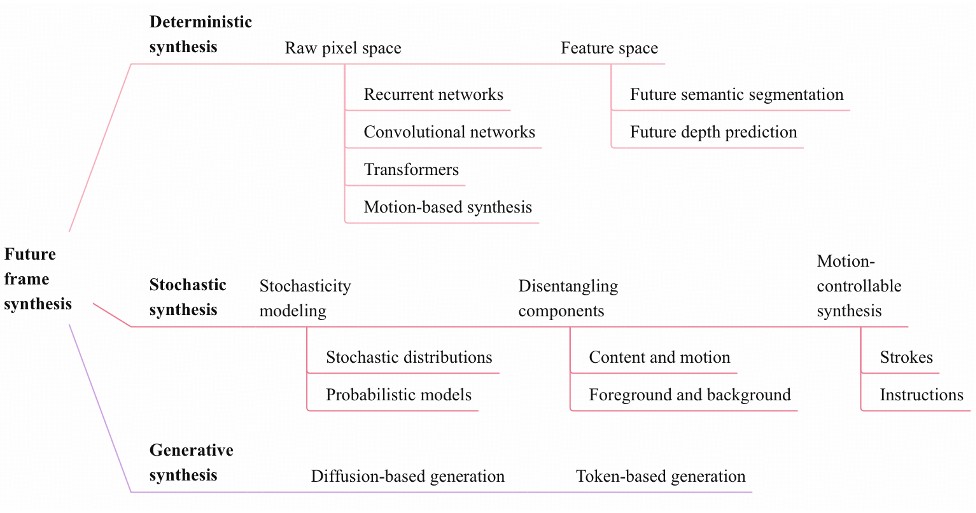 Deterministic
synthesis
Raw pixel space
Feature space
Recurrent networks
Future semantic segmentation
Convolutional networks
Future depth prediction
Transformers
Motion-based synthesis
Future
frame
synthesis
Stochastic
synthesis
Stochasticity
modeling
Disentangling
components
Motion-
controllable
synthesis
Stochastic distributions
Content and motion
Strokes
Probabilistic models
Foreground and background
Instructions
Generative
synthesis
Diffusion-based generation
Token-based generation